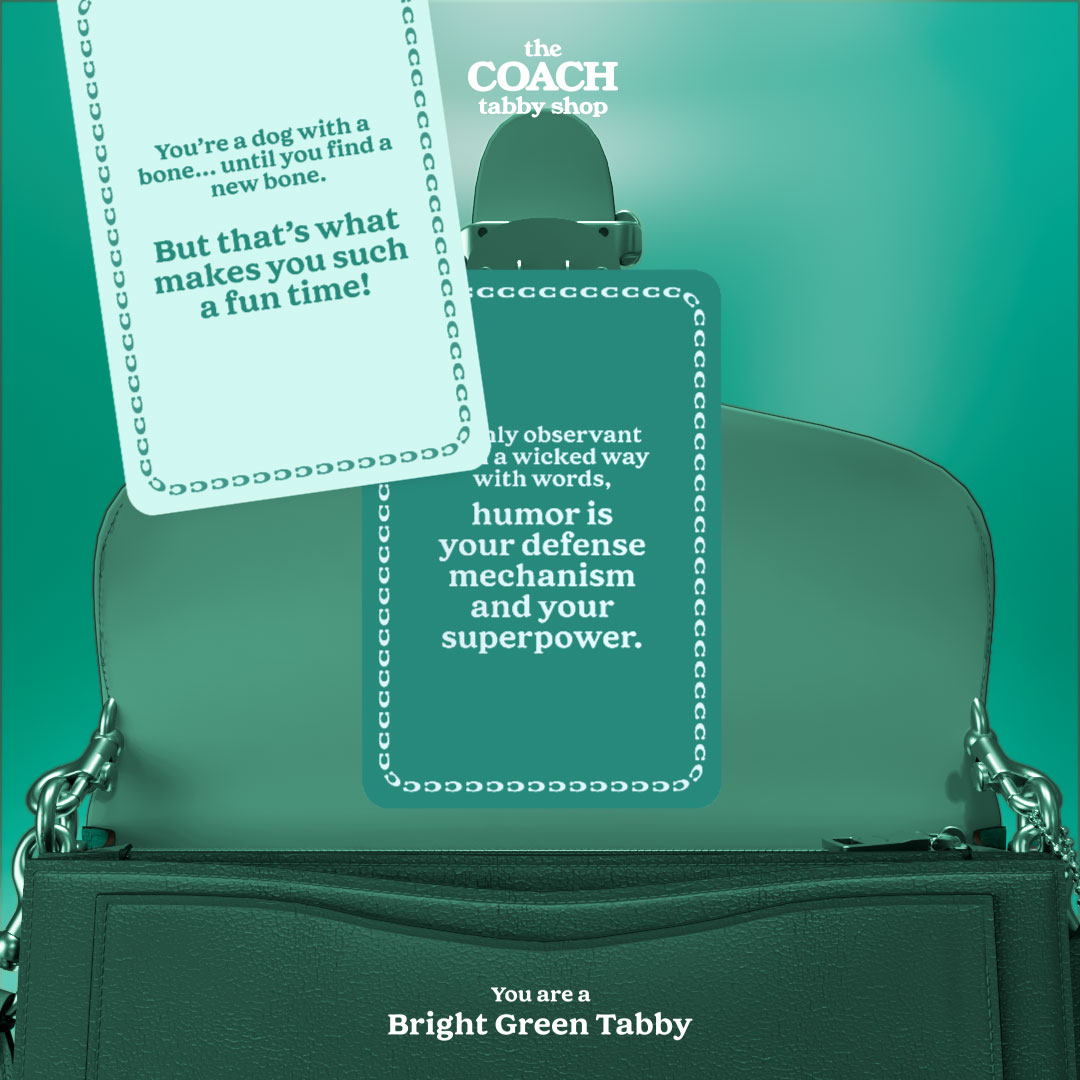 the
COACH
tabby shop
You're a dog with a
bone... until you find a
new bone.
But that's what
makes you such
a fun time!
observant
a wicked way
with words,
humor is
your defense
mechanism
and your
superpower.
You are a
Bright Green Tabby